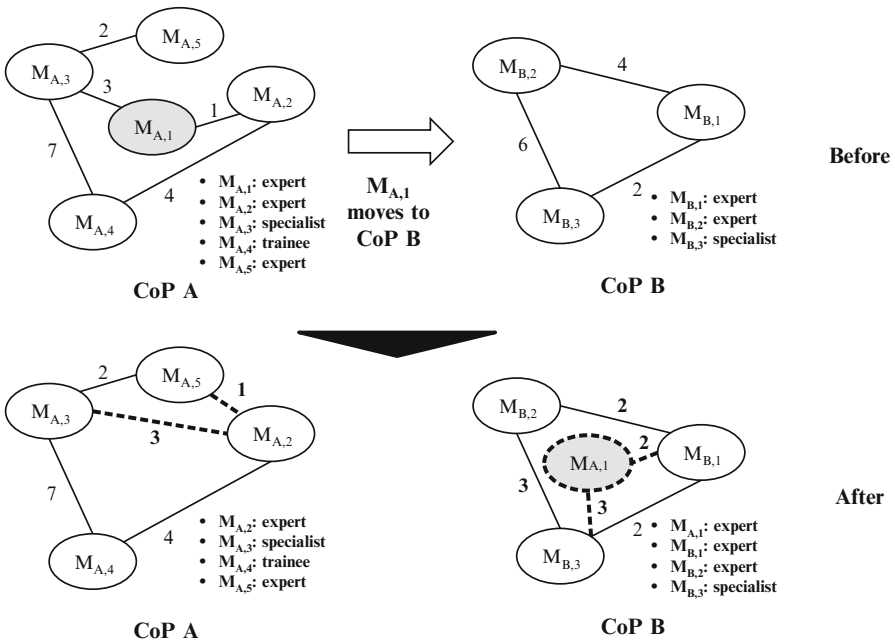 2
M_A,5
M_A,3
3
M_A,2
1
M_A,1
7
4
M_A,4
• M_A,1: expert
• M_A,2: expert
• M_A,3: specialist
• M_A,4: trainee
• M_A,5: expert
CoP A
M_A,1
moves to
CoP B
M_B,2
4
M_B,1
6
2
M_B,3
• M_B,1: expert
• M_B,2: expert
• M_B,3: specialist
CoP B
Before
2
M_A,5
1
M_A,3
3
M_A,2
7
4
M_A,4
• M_A,2: expert
• M_A,3: specialist
• M_A,4: trainee
• M_A,5: expert
CoP A
M_B,2
2
2
M_A,1
M_B,1
3
3
2
M_B,3
• M_A,1: expert
• M_B,1: expert
• M_B,2: expert
• M_B,3: specialist
CoP B
After